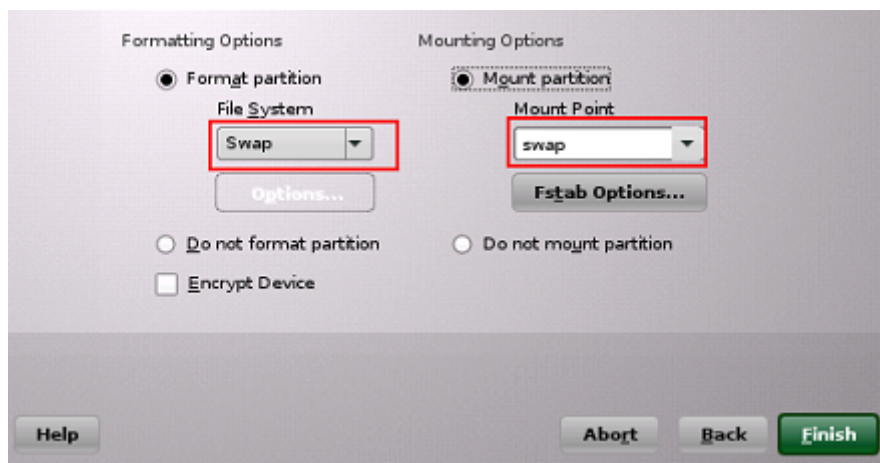 Formatting Options
Mounting Options
Format partition
Mount partition
File System
Mount Point
Swap
swap
Options...
Fstab Options...
Do not format partition
Do not mount partition
Encrypt Device
Help
Abort
Back
Finish